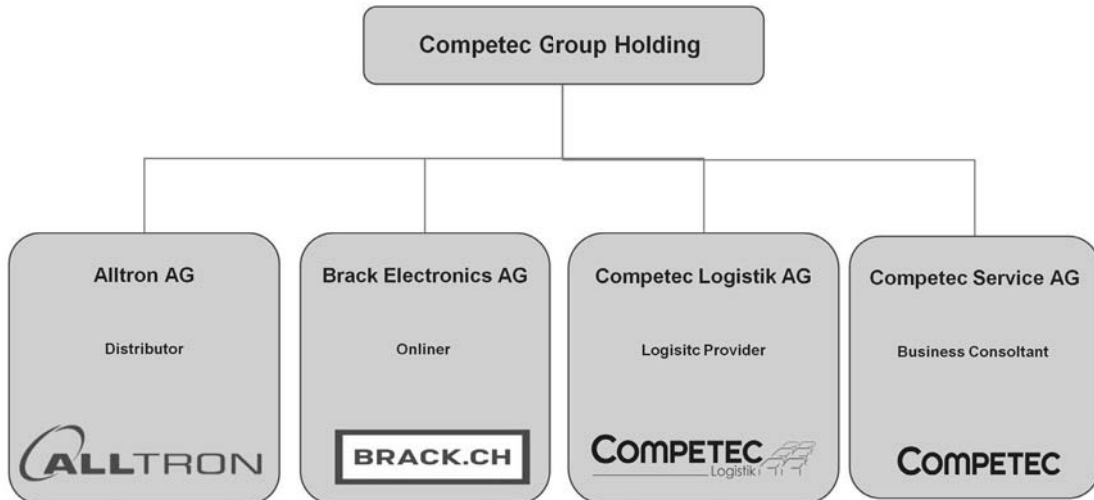 Competec Group Holding
Alltron AG
Distributor
ALLTRON
Brack Electronics AG
Onliner
BRACK.CH
Competec Logistik AG
Logisitc Provider
COMPETEC
Logistik
Competec Service AG
Business Consoltant
COMPETEC